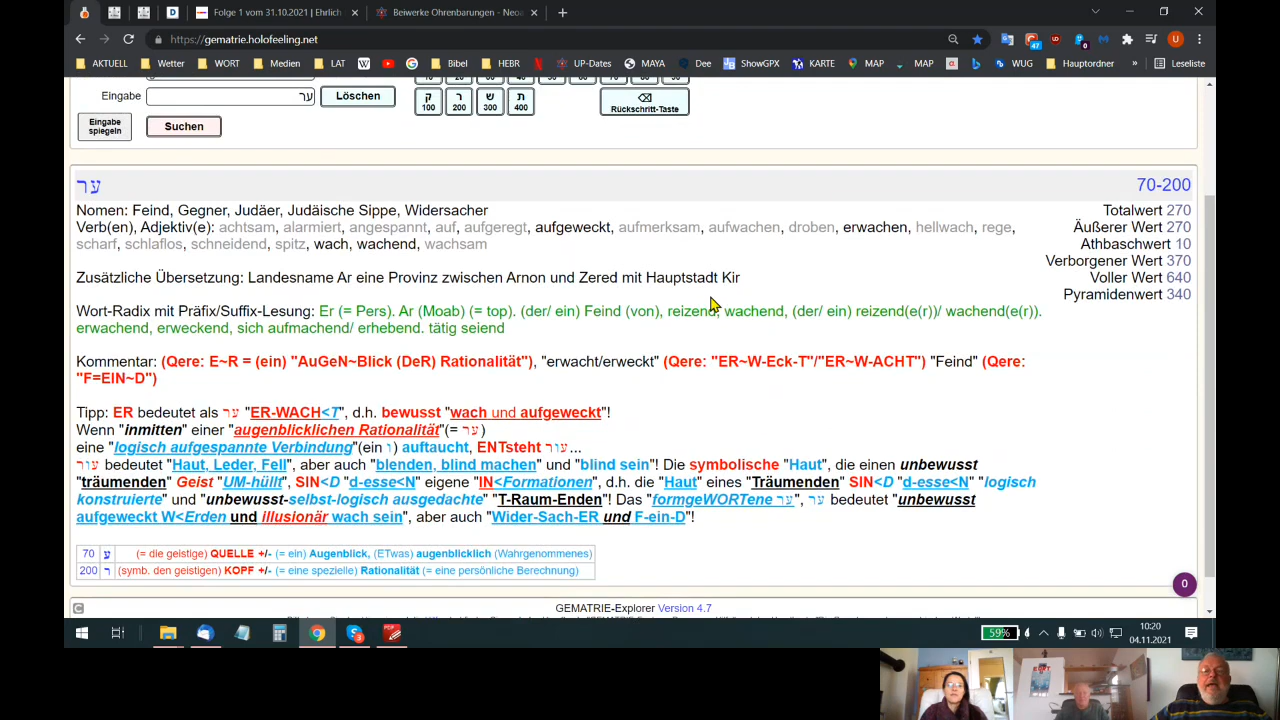 Folge 1 vom 31.10.2021 | Ehrlich
Beiwerke Ohrenbarungen - Neoa
https://gematrie.holofeeling.net
AKTUELL Wetter WORT Medien LAT Bibel HEBR UP-Dates MAYA Dee ShowGPX KARTE MAP MAP WUG Hauptordner » Leseliste
Eingabe ער Löschen
ק 100 ר 200 ש 300 ת 400
Rückschritt-Taste
Eingabe spiegeln
Suchen
ער 70-200
Nomen: Feind, Gegner, Judäer, Judäische Sippe, Widersacher
Totalwert 270
Verb(en), Adjektiv(e): achtsam, alarmiert, angespannt, auf, aufgeregt, aufgeweckt, aufmerksam, aufwachen, droben, erwachen, hellwach, rege,
Äußerer Wert 270
scharf, schlaflos, schneidend, spitz, wach, wachend, wachsam
Athbaschwert 10
Verborgener Wert 370
Zusätzliche Übersetzung: Landesname Ar eine Provinz zwischen Arnon und Zered mit Hauptstadt Kir
Voller Wert 640
Pyramidenwert 340
Wort-Radix mit Präfix/Suffix-Lesung: Er (= Pers). Ar (Moab) (= top). (der/ ein) Feind (von), reizend, wachend, (der/ ein) reizend(e(r))/ wachend(e(r)).
erwachend, erweckend, sich aufmachend/ erhebend. tätig seiend
Kommentar: (Qere: E~R = (ein) "AuGeN~Blick (DeR) Rationalität"), "erwacht/erweckt" (Qere: "ER~W-Eck-T"/"ER~W-ACHT") "Feind" (Qere:
"F=EIN~D")
Tipp: ER bedeutet als ער "ER-WACH<T", d.h. bewusst "wach und aufgeweckt"!
Wenn "inmitten" einer "augenblicklichen Rationalität"(= ער)
eine "logisch aufgespannte Verbindung"(ein ו) auftaucht, ENTsteht עור...
עור bedeutet "Haut, Leder, Fell", aber auch "blenden, blind machen" und "blind sein"! Die symbolische "Haut", die einen unbewusst
"träumenden Geist "UM-hüllt", SIN<D "d-esse<N" eigene "IN<Formationen", d.h. die "Haut" eines "Träumenden" SIN<D "d-esse<N" "logisch
konstruierte" und "unbewusst-selbst-logisch ausgedachte" "T-Raum-Enden"! Das "formgeWORTene ער", ער bedeutet "unbewusst
aufgeweckt W<Erden und illusionär wach sein", aber auch "Wider-Sach-ER und F-ein-D"!
70 ע (= die geistige) QUELLE +/- (= ein) Augenblick, (ETwas) augenblicklich (Wahrgenommenes)
200 ר (symb. den geistigen) KOPF +/- (= eine spezielle) Rationalität (= eine persönliche Berechnung)
0
GEMATRIE-Explorer Version 4.7
59%
10:20
04.11.2021